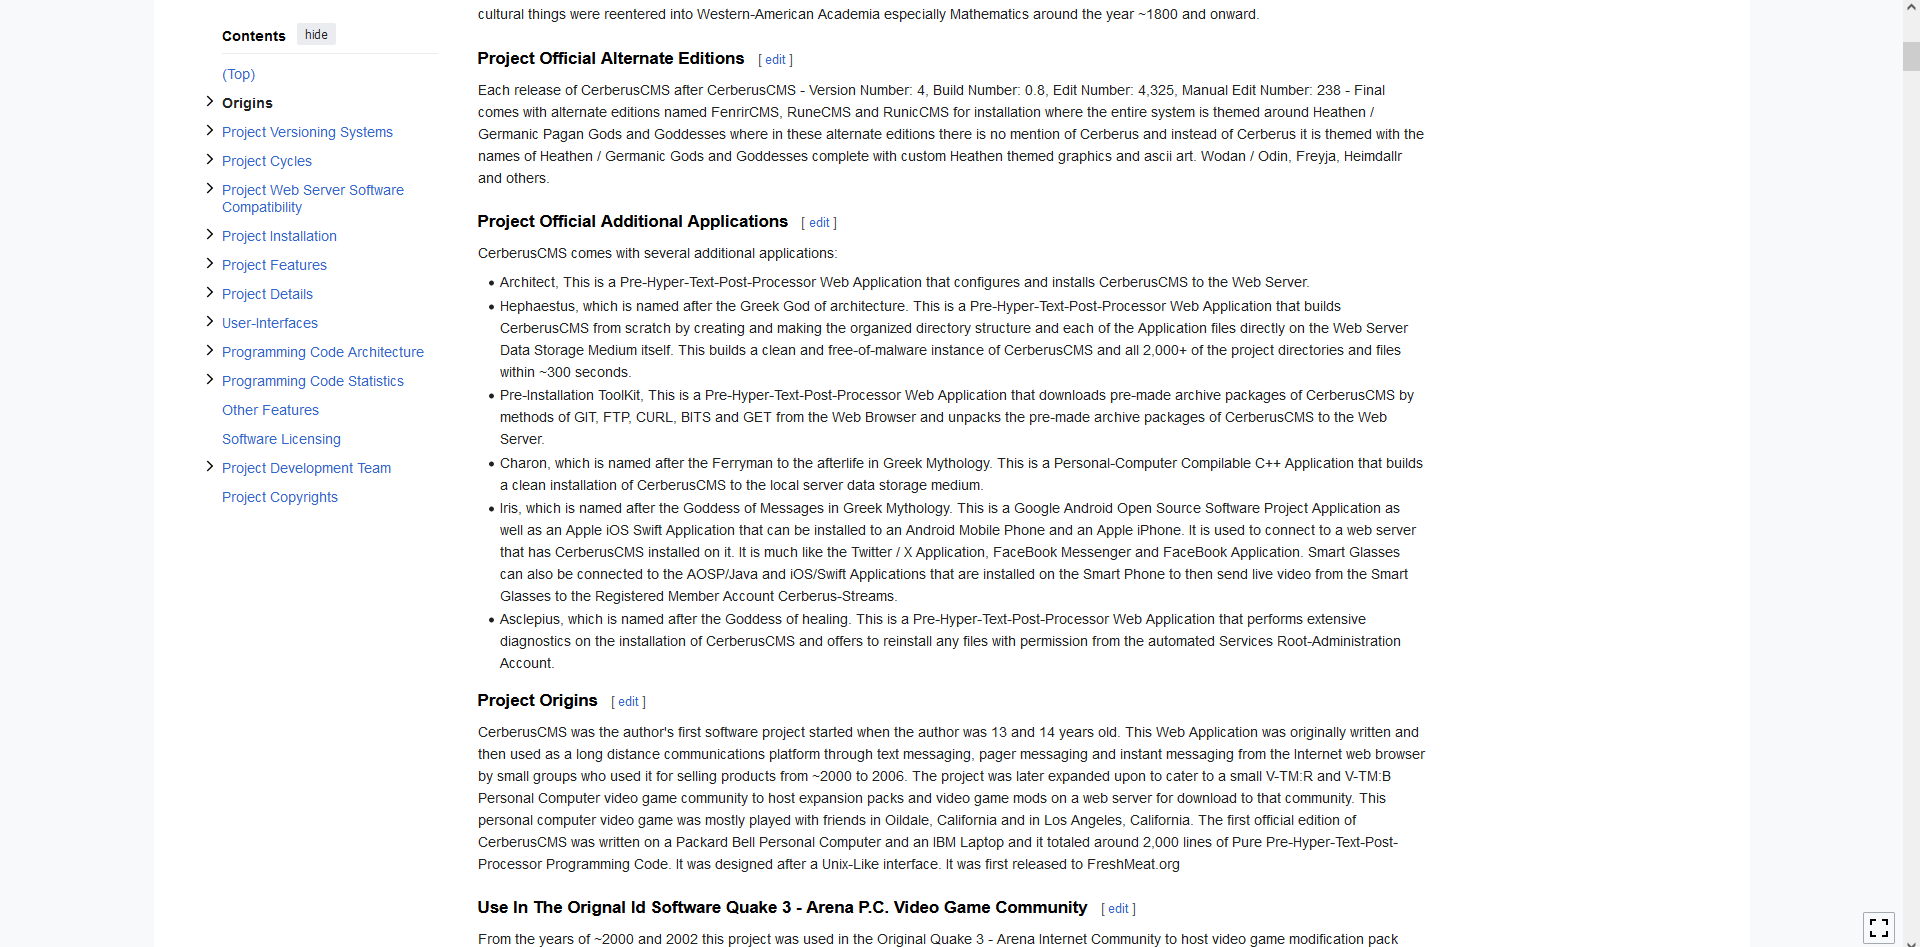 Contents hide
(Top)
Origins
Project Versioning Systems
Project Cycles
Project Web Server Software
Compatibility
Project Installation
Project Features
Project Details
User-Interfaces
Programming Code Architecture
Programming Code Statistics
Other Features
Software Licensing
Project Development Team
Project Copyrights
cultural things were reentered into Western-American Academia especially Mathematics around the year ~1800 and onward.
Project Official Alternate Editions [ edit ]
Each release of CerberusCMS after CerberusCMS - Version Number: 4, Build Number: 0.8, Edit Number: 4,325, Manual Edit Number: 238 - Final
comes with alternate editions named FenrirCMS, RuneCMS and RunicCMS for installation where the entire system is themed around Heathen /
Germanic Pagan Gods and Goddesses where in these alternate editions there is no mention of Cerberus and instead of Cerberus it is themed with the
names of Heathen / Germanic Gods and Goddesses complete with custom Heathen themed graphics and ascii art. Wodan / Odin, Freyja, Heimdallr
and others.
Project Official Additional Applications [ edit ]
CerberusCMS comes with several additional applications:
• Architect, This is a Pre-Hyper-Text-Post-Processor Web Application that configures and installs CerberusCMS to the Web Server.
• Hephaestus, which is named after the Greek God of architecture. This is a Pre-Hyper-Text-Post-Processor Web Application that builds
CerberusCMS from scratch by creating and making the organized directory structure and each of the Application files directly on the Web Server
Data Storage Medium itself. This builds a clean and free-of-malware instance of CerberusCMS and all 2,000+ of the project directories and files
within ~300 seconds.
• Pre-Installation ToolKit, This is a Pre-Hyper-Text-Post-Processor Web Application that downloads pre-made archive packages of CerberusCMS by
methods of GIT, FTP, CURL, BITS and GET from the Web Browser and unpacks the pre-made archive packages of CerberusCMS to the Web
Server.
• Charon, which is named after the Ferryman to the afterlife in Greek Mythology. This is a Personal-Computer Compilable C++ Application that builds
a clean installation of CerberusCMS to the local server data storage medium.
• Iris, which is named after the Goddess of Messages in Greek Mythology. This is a Google Android Open Source Software Project Application as
well as an Apple iOS Swift Application that can be installed to an Android Mobile Phone and an Apple iPhone. It is used to connect to a web server
that has CerberusCMS installed on it. It is much like the Twitter / X Application, FaceBook Messenger and FaceBook Application. Smart Glasses
can also be connected to the AOSP/Java and iOS/Swift Applications that are installed on the Smart Phone to then send live video from the Smart
Glasses to the Registered Member Account Cerberus-Streams.
• Asclepius, which is named after the Goddess of healing. This is a Pre-Hyper-Text-Post-Processor Web Application that performs extensive
diagnostics on the installation of CerberusCMS and offers to reinstall any files with permission from the automated Services Root-Administration
Account.
Project Origins [ edit ]
CerberusCMS was the author's first software project started when the author was 13 and 14 years old. This Web Application was originally written and
then used as a long distance communications platform through text messaging, pager messaging and instant messaging from the Internet web browser
by small groups who used it for selling products from ~2000 to 2006. The project was later expanded upon to cater to a small V-TM:R and V-TM:B
Personal Computer video game community to host expansion packs and video game mods on a web server for download to that community. This
personal computer video game was mostly played with friends in Oildale, California and in Los Angeles, California. The first official edition of
CerberusCMS was written on a Packard Bell Personal Computer and an IBM Laptop and it totaled around 2,000 lines of Pure Pre-Hyper-Text-Post-
Processor Programming Code. It was designed after a Unix-Like interface. It was first released to FreshMeat.org
Use In The Orignal Id Software Quake 3 - Arena P.C. Video Game Community [ edit ]
From the years of ~2000 and 2002 this project was used in the Original Quake 3 - Arena Internet Community to host video game modification pack